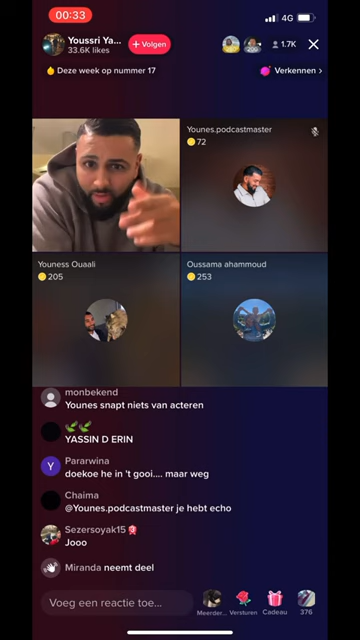 00:33
4G
Youssri Ya...
33.6K likes
+ Volgen
1.7K
Deze week op nummer 17
Verkennen >
Younes.podcastmaster
72
Youness Ouaali
205
Oussama ahammoud
253
monbekend
Younes snapt niets van acteren
YASSIN D ERIN
Pararwina
doekoe he in 't gooi.... maar weg
Chaima
@Younes.podcastmaster je hebt echo
Sezersoyak15
Jooo
Miranda neemt deel
Voeg een reactie toe...
Meerder...
Versturen
Cadeau
376
Y